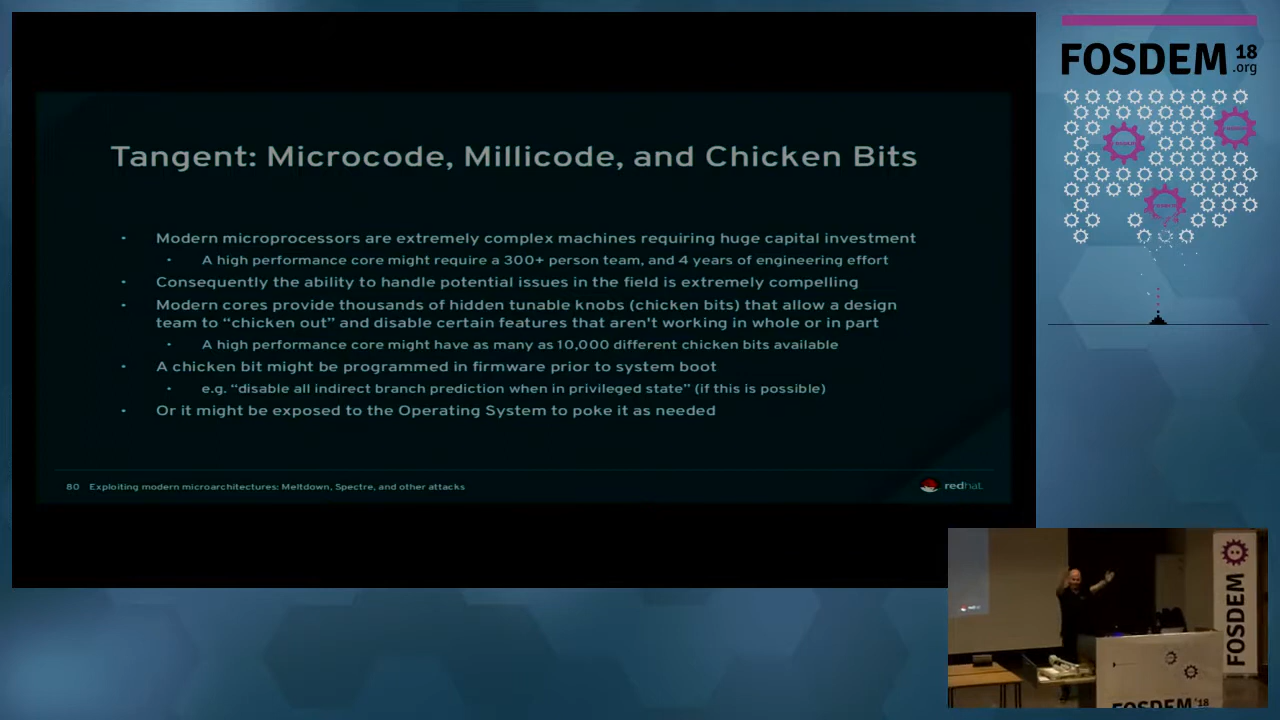 FOSDEM 18
.org
Tangent: Microcode, Millicode, and Chicken Bits
• Modern microprocessors are extremely complex machines requiring huge capital investment
• A high performance core might require a 300+ person team, and 4 years of engineering effort
• Consequently the ability to handle potential issues in the field is extremely compelling
• Modern cores provide thousands of hidden tunable knobs (chicken bits) that allow a design
team to “chicken out” and disable certain features that aren't working in whole or in part
• A high performance core might have as many as 10,000 different chicken bits available
• A chicken bit might be programmed in firmware prior to system boot
• e.g. “disable all indirect branch prediction when in privileged state” (if this is possible)
• Or it might be exposed to the Operating System to poke it as needed
80 Exploiting modern microarchitectures: Meltdown, Spectre, and other attacks
redhat.
FOSDEM
FOSDEM '18